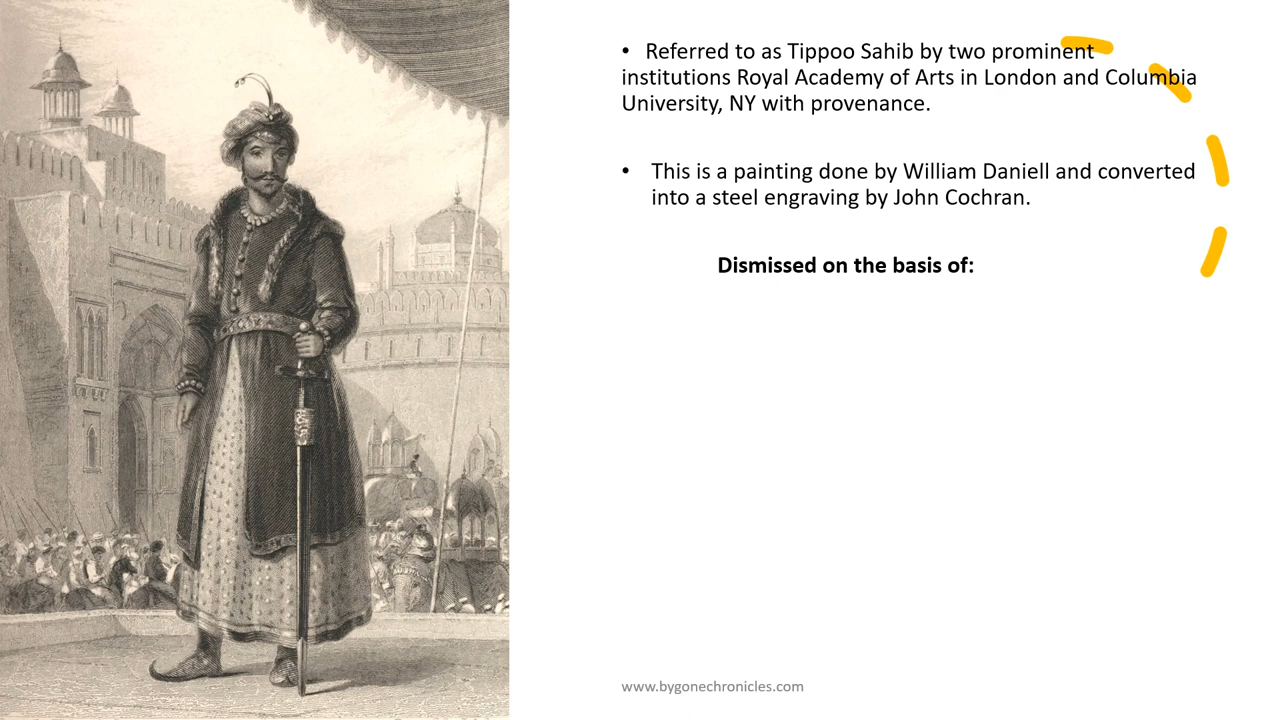 • Referred to as Tippoo Sahib by two prominent
institutions Royal Academy of Arts in London and Columbia
University, NY with provenance.
• This is a painting done by William Daniell and converted
into a steel engraving by John Cochran.
Dismissed on the basis of:
www.bygonechronicles.com